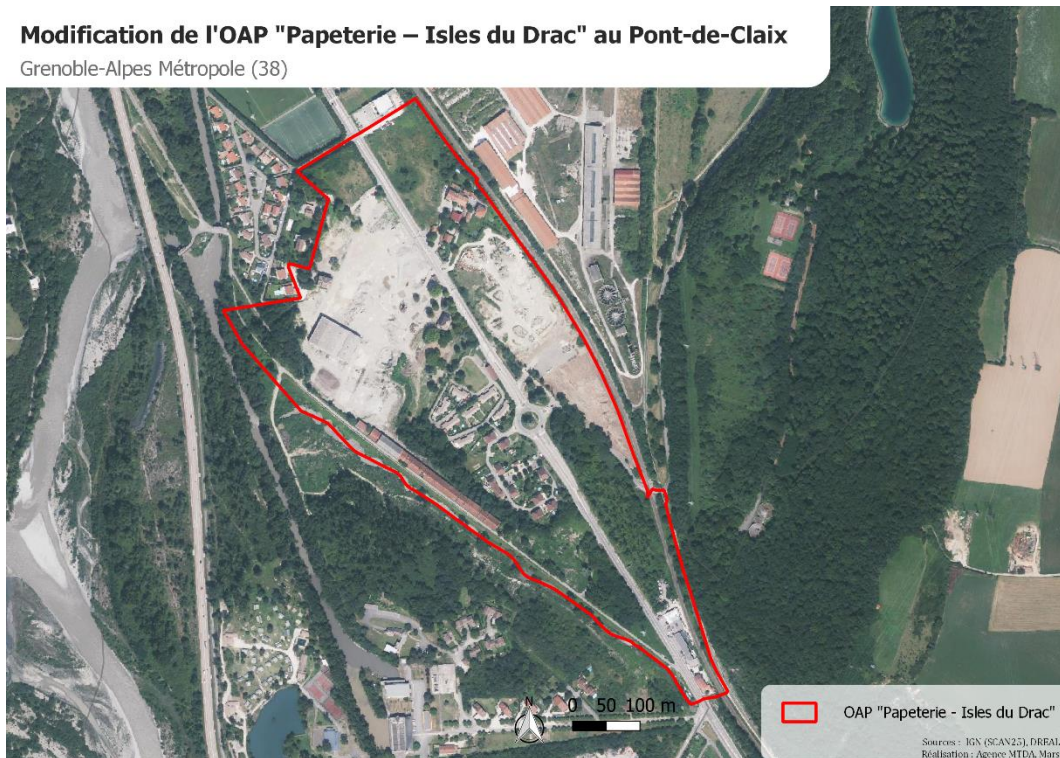 Modification de l'OAP "Papeterie – Isles du Drac" au Pont-de-Claix
Grenoble-Alpes Métropole (38)
N
0 50 100 m
OAP "Papeterie - Isles du Drac"
Sources : IGN (SCAN25), DREAL
Réalisation : Agence MTDA, Mars